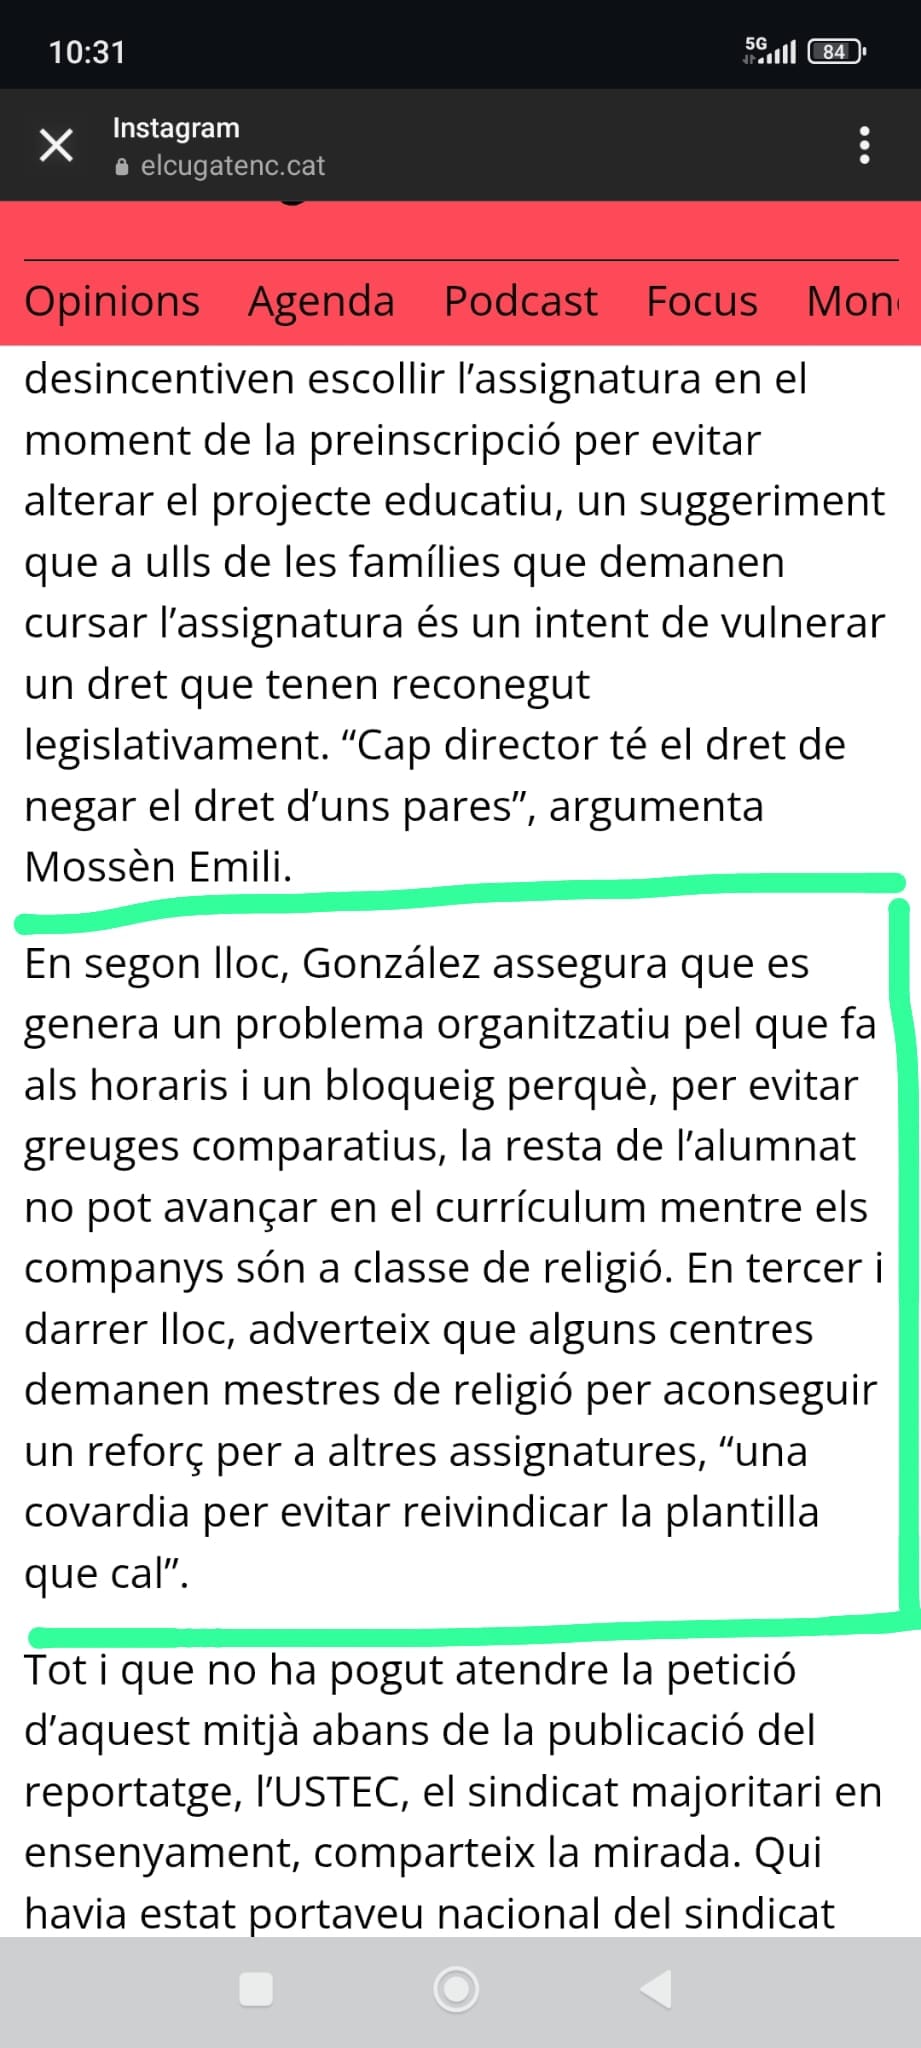 10:31
5G
84
Instagram
elcugatenc.cat
Opinions Agenda Podcast Focus
desincentiven escollir l’assignatura en el
moment de la preinscripció per evitar
alterar el projecte educatiu, un suggeriment
que a ulls de les famílies que demanen
cursar l’assignatura és un intent de vulnerar
un dret que tenen reconegut
legislativament. “Cap director té el dret de
negar el dret d’uns pares”, argumenta
Mossèn Emili.
En segon lloc, González assegura que es
genera un problema organitzatiu pel que fa
als horaris i un bloqueig perquè, per evitar
greuges comparatius, la resta de l’alumnat
no pot avançar en el currículum mentre els
companys són a classe de religió. En tercer i
darrer lloc, adverteix que alguns centres
demanen mestres de religió per aconseguir
un reforç per a altres assignatures, “una
covardia per evitar reivindicar la plantilla
que cal”.
Tot i que no ha pogut atendre la petició
d’aquest mitjà abans de la publicació del
reportatge, l’USTEC, el sindicat majoritari en
ensenyament, comparteix la mirada. Qui
havia estat portaveu nacional del sindicat